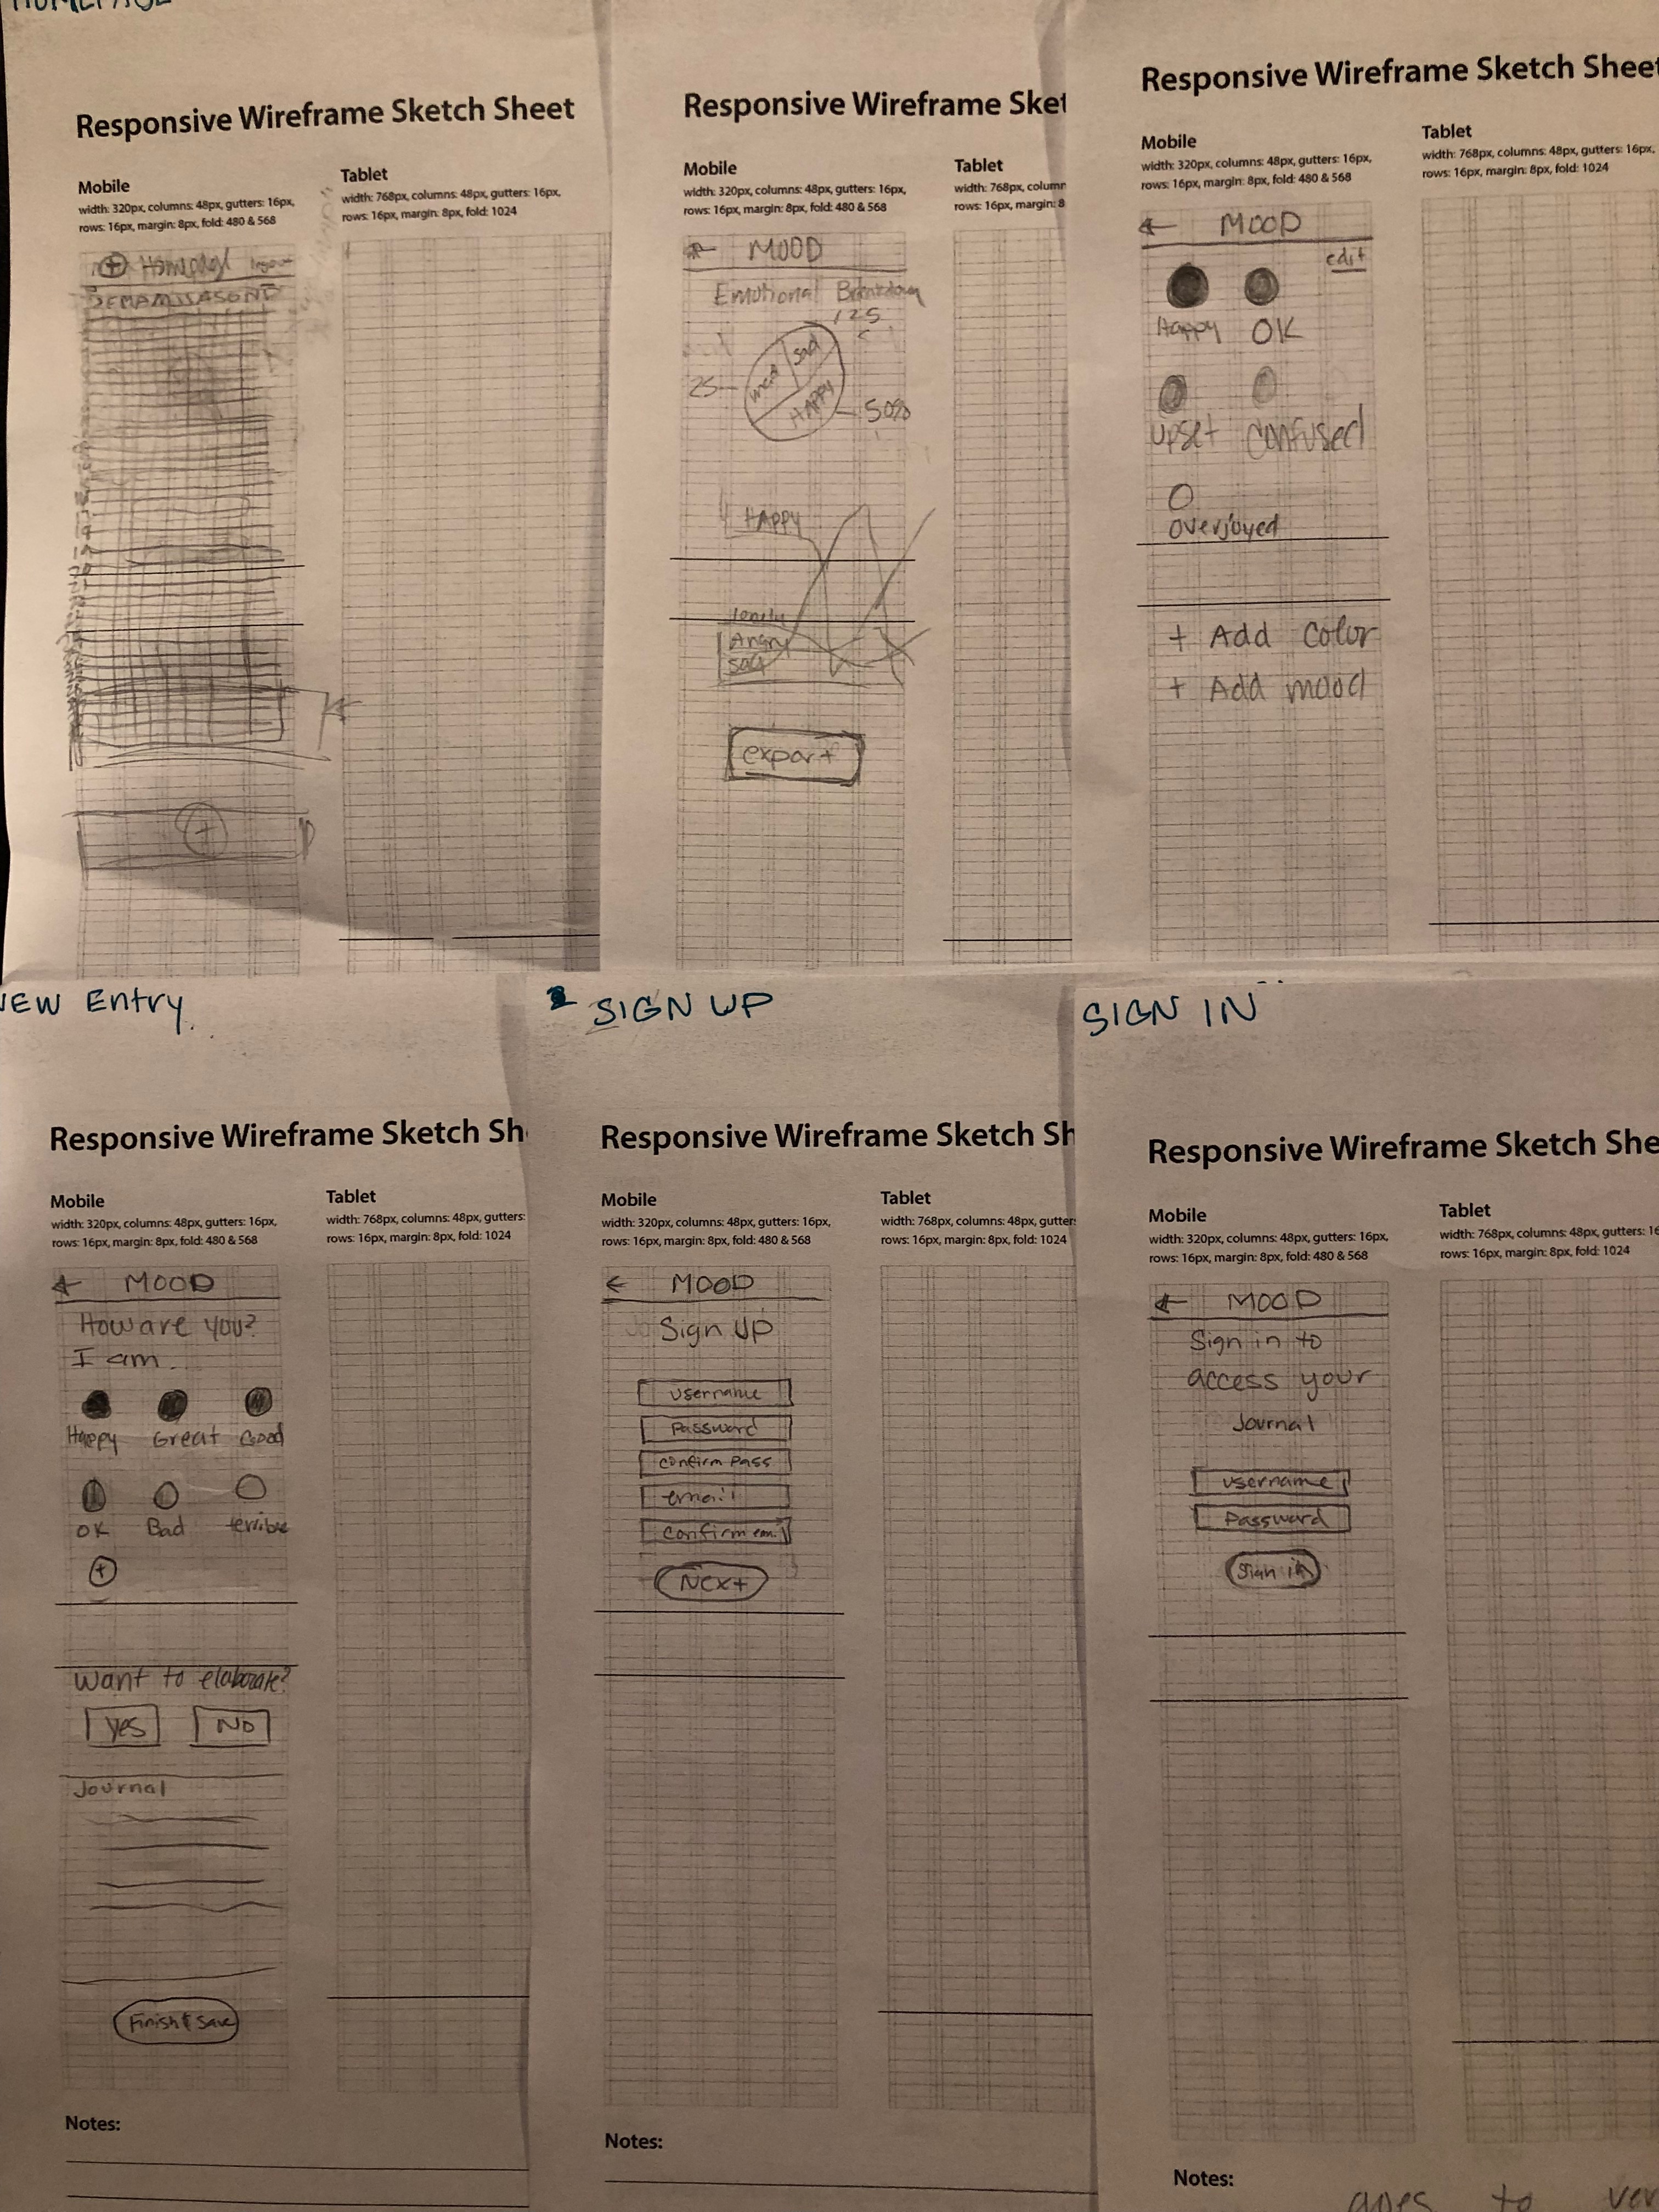 HOMEPAGE
Responsive Wireframe Sketch Sheet
Mobile
width: 320px, columns: 48px, gutters: 16px,
rows: 16px, margin: 8px, fold: 480 & 568
Tablet
width: 768px, columns: 48px, gutters: 16px,
rows: 16px, margin: 8px, fold: 1024
+ Homepage logout
+
Responsive Wireframe Sket
Mobile
width: 320px, columns: 48px, gutters: 16px,
rows: 16px, margin: 8px, fold: 480 & 568
Tablet
width: 768px, column
rows: 16px, margin: 8
← MOOD
Emotional Breakdown
sad
mad
HAPPY
25
50%
HAPPY
lonely
Angry
sad
export
Responsive Wireframe Sketch Sheet
Mobile
width: 320px, columns: 48px, gutters: 16px,
rows: 16px, margin: 8px, fold: 480 & 568
Tablet
width: 768px, columns: 48px, gutters: 16px,
rows: 16px, margin: 8px, fold: 1024
← MOOD
edit
Happy OK
upset confused
overjoyed
+ Add color
+ Add mood
NEW Entry
Responsive Wireframe Sketch Sh
Mobile
width: 320px, columns: 48px, gutters: 16px,
rows: 16px, margin: 8px, fold: 480 & 568
Tablet
width: 768px, columns: 48px, gutters:
rows: 16px, margin: 8px, fold: 1024
← MOOD
How are you?
I am
Happy Great Good
OK Bad terrible
+
want to elaborate?
Yes NO
Journal
Finish & save
Notes:
2 SIGN UP
Responsive Wireframe Sketch Sh
Mobile
width: 320px, columns: 48px, gutters: 16px,
rows: 16px, margin: 8px, fold: 480 & 568
Tablet
width: 768px, columns: 48px, gutter
rows: 16px, margin: 8px, fold: 1024
← MOOD
Sign UP
username
Password
confirm Pass
email
confirm em.
Next
Notes:
SIGN IN
Responsive Wireframe Sketch She
Mobile
width: 320px, columns: 48px, gutters: 16px,
rows: 16px, margin: 8px, fold: 480 & 568
Tablet
width: 768px, columns: 48px, gutters: 16
rows: 16px, margin: 8px, fold: 1024
← MOOD
Sign in to
access your
Journal
username
Password
Sign in
Notes:
goes to ver